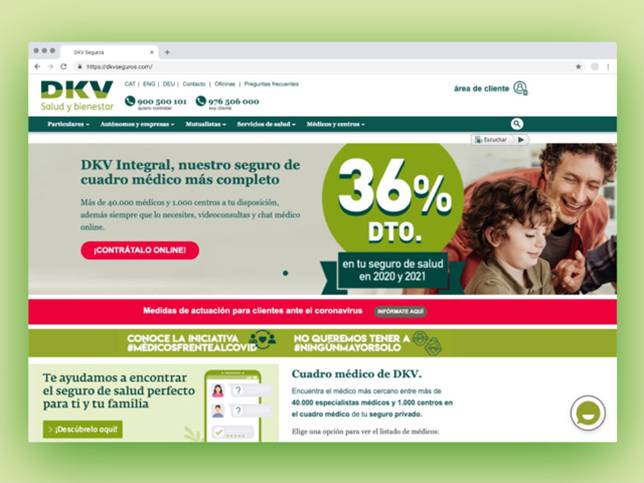 DKV Seguros
https://dkvseguros.com/
DKV
Salud y bienestar
CAT | ENG | DEU | Contacto | Oficinas | Preguntas frecuentes
900 500 101
quiero contratar
976 506 000
soy cliente
área de cliente
Particulares
Autónomos y empresas
Mutualistas
Servicios de salud
Médicos y centros
Escuchar
DKV Integral, nuestro seguro de
cuadro médico más completo
Más de 40.000 médicos y 1.000 centros a tu disposición,
además siempre que lo necesites, videoconsultas y chat médico
online.
¡CONTRÁTALO ONLINE!
36%
DTO.
en tu seguro de salud
en 2020 y 2021
Medidas de actuación para clientes ante el coronavirus
INFÓRMATE AQUÍ
CONOCE LA INICIATIVA
#MÉDICOSFRENTEALCOVID
NO QUEREMOS TENER A
#NINGÚNMAYORSOLO
Te ayudamos a encontrar
el seguro de salud perfecto
para ti y tu familia
¡Descúbrelo aquí!
?
?
Cuadro médico de DKV.
Encuentra el médico más cercano entre más de
40.000 especialistas médicos y 1.000 centros en
el cuadro médico de tu seguro privado.
Elige una opción para ver el listado de médicos: